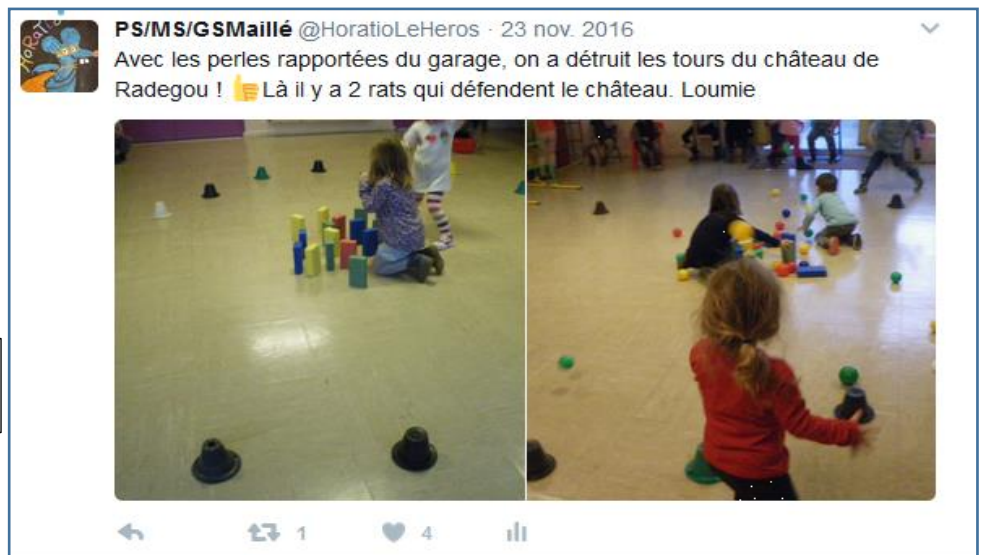 HoRaTio
PS/MS/GSMaillé @HoratioLeHeros · 23 nov. 2016
Avec les perles rapportées du garage, on a détruit les tours du château de
Radegou ! 👍 Là il y a 2 rats qui défendent le château. Loumie
1 4